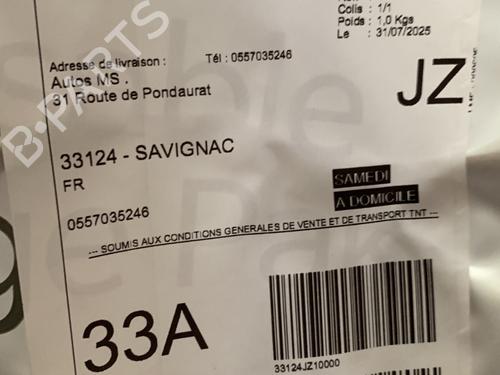 Colis : 1/1
Poids : 1,0 Kgs
Le : 31/07/2025
Adresse de livraison :
Tél : 0557035246
Autos MS .
31 Route de Pondaurat
JZ
33124 - SAVIGNAC
FR
SAMEDI
A DOMICILE
0557035246
--- SOUMIS AUX CONDITIONS GENERALES DE VENTE ET DE TRANSPORT TNT ---
33A
33124JZ10000
B-PARTS